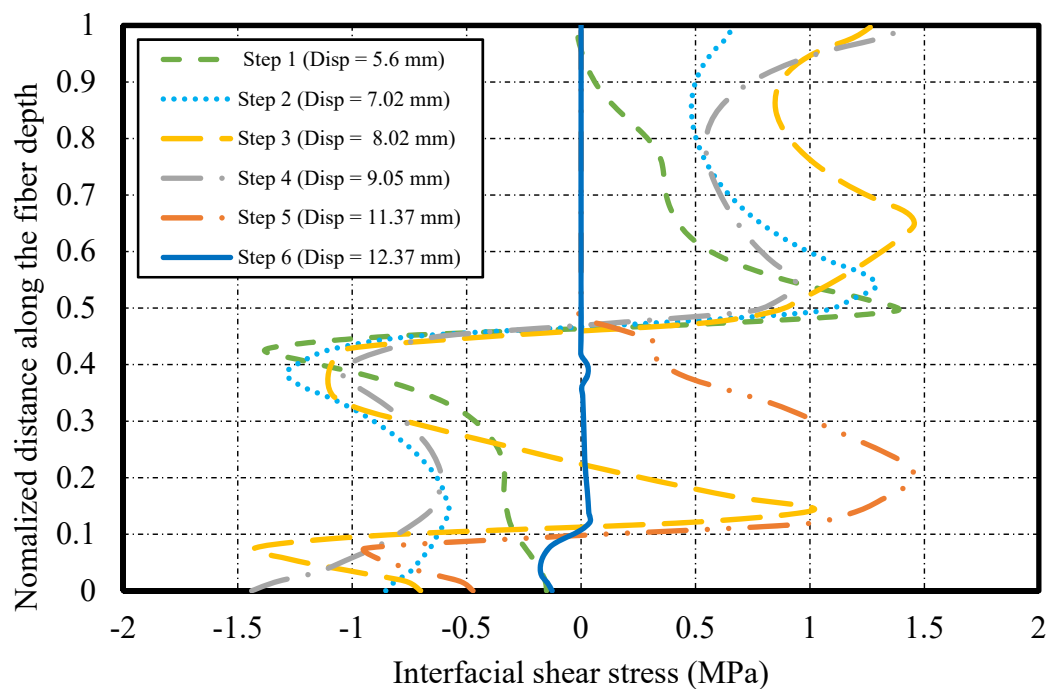 1
0.9
0.8
0.7
0.6
0.5
0.4
0.3
0.2
0.1
0
Nonmalized distance along the fiber depth
Step 1 (Disp = 5.6 mm)
Step 2 (Disp = 7.02 mm)
Step 3 (Disp = 8.02 mm)
Step 4 (Disp = 9.05 mm)
Step 5 (Disp = 11.37 mm)
Step 6 (Disp = 12.37 mm)
-2 -1.5 -1 -0.5 0 0.5 1 1.5 2
Interfacial shear stress (MPa)